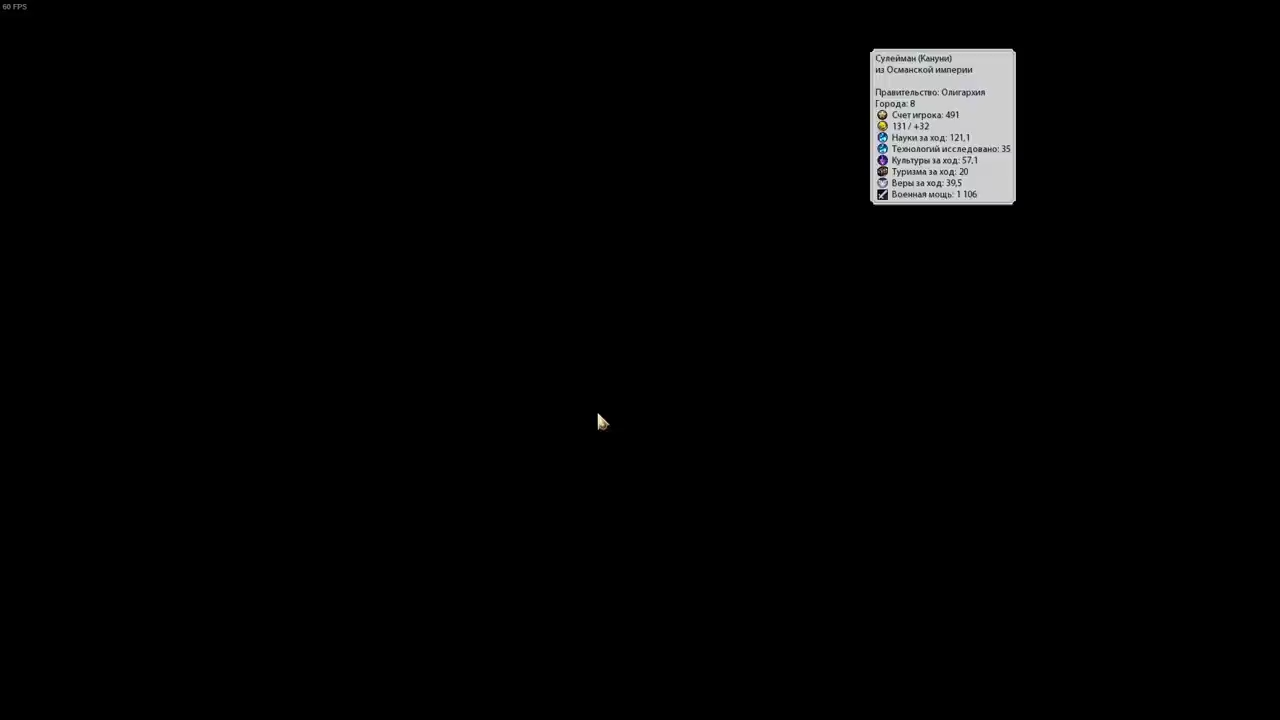 60 FPS
Сулейман (Кануни)
из Османской империи
Правительство: Олигархия
Города: 8
Счет игрока: 491
131 / +32
Науки за ход: 121,1
Технологий исследовано: 35
Культуры за ход: 57,1
Туризма за ход: 20
Веры за ход: 39,5
Военная мощь: 1 106